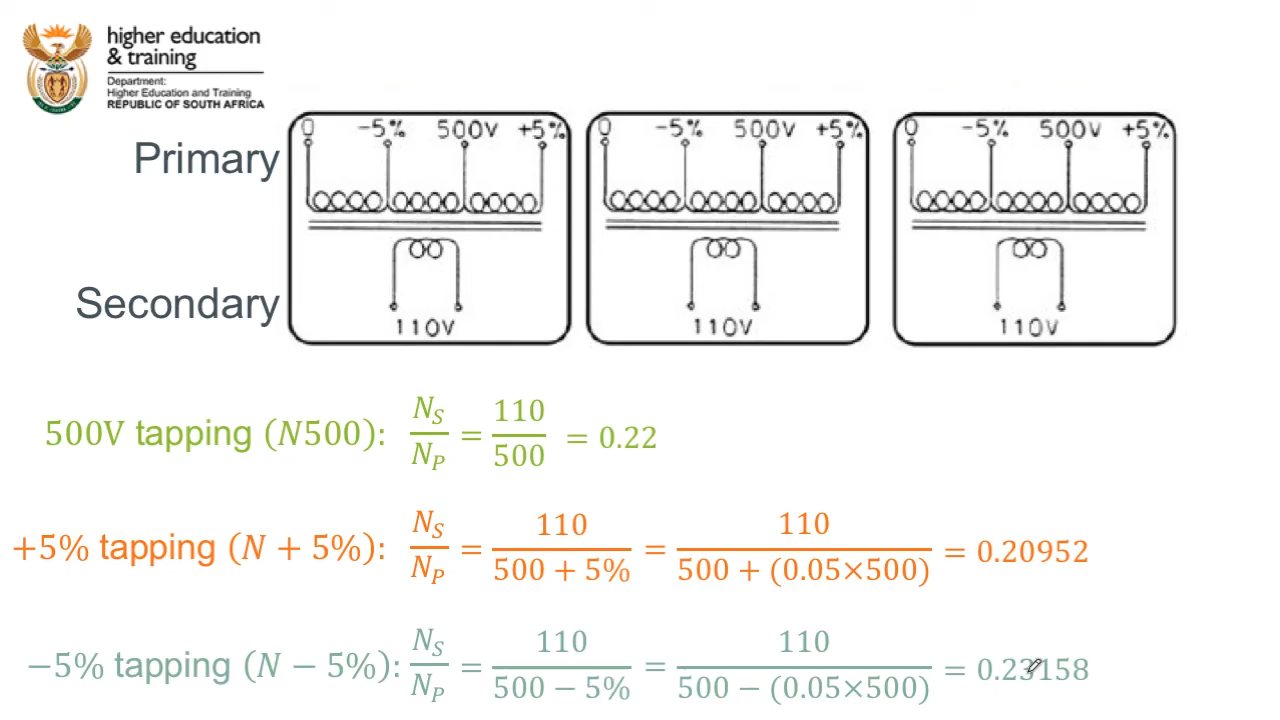 higher education
& training
Department:
Higher Education and Training
REPUBLIC OF SOUTH AFRICA
Primary
0 -5% 500V +5%
0 -5% 500V +5%
0 -5% 500V +5%
Secondary
110V
110V
110V
500V tapping (N500): N_S/N_P = 110/500 = 0.22
+5% tapping (N + 5%): N_S/N_P = 110/(500 + 5%) = 110/(500 + (0.05×500)) = 0.20952
−5% tapping (N − 5%): N_S/N_P = 110/(500 − 5%) = 110/(500 − (0.05×500)) = 0.23158